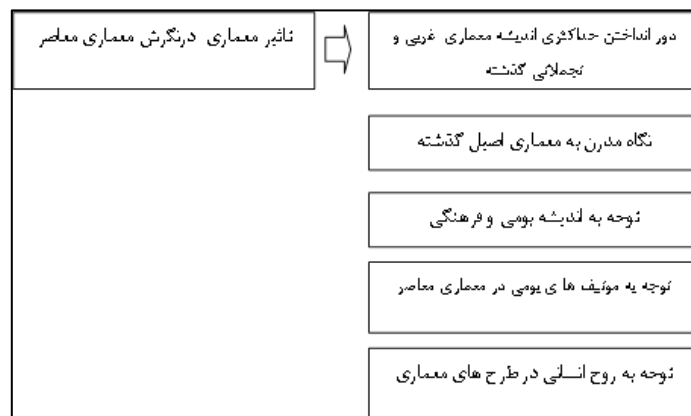 تاثیر معماری درنگرش معماری معاصر
دور انداختن حداکثری اندیشه معماری غربی و
تجملاتی گذشته
نگاه مدرن به معماری اصیل گذشته
توجه به اندیشه بومی و فرهنگی
توجه به موتیف ها ی بومی در معماری معاصر
توجه به روح انسانی در طرح های معماری